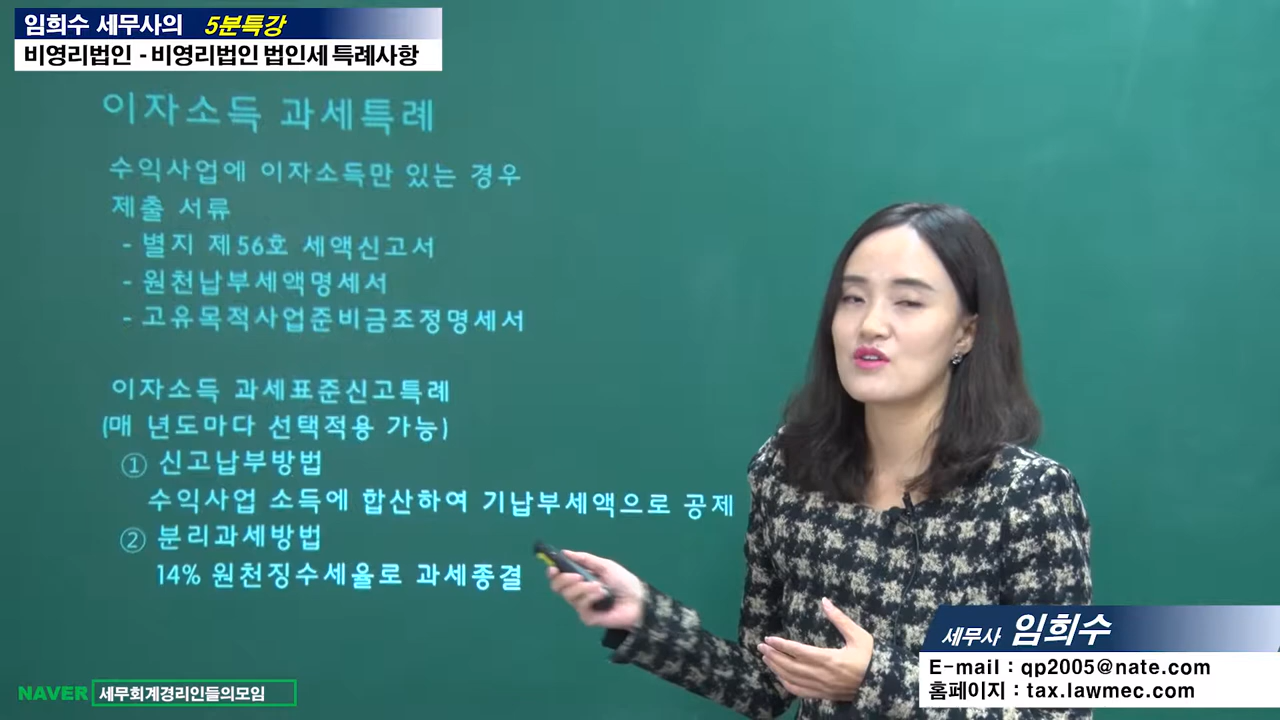 임희수 세무사의 5분특강
비영리법인 - 비영리법인 법인세 특례사항
이자소득 과세특례
수익사업에 이자소득만 있는 경우
제출 서류
- 별지 제56호 세액신고서
- 원천납부세액명세서
- 고유목적사업준비금조정명세서
이자소득 과세표준신고특례
(매 년도마다 선택적용 가능)
① 신고납부방법
수익사업 소득에 합산하여 기납부세액으로 공제
② 분리과세방법
14% 원천징수세율로 과세종결
세무사 임희수
E-mail : qp2005@nate.com
홈페이지 : tax.lawmec.com
NAVER 세무회계경리인들의모임